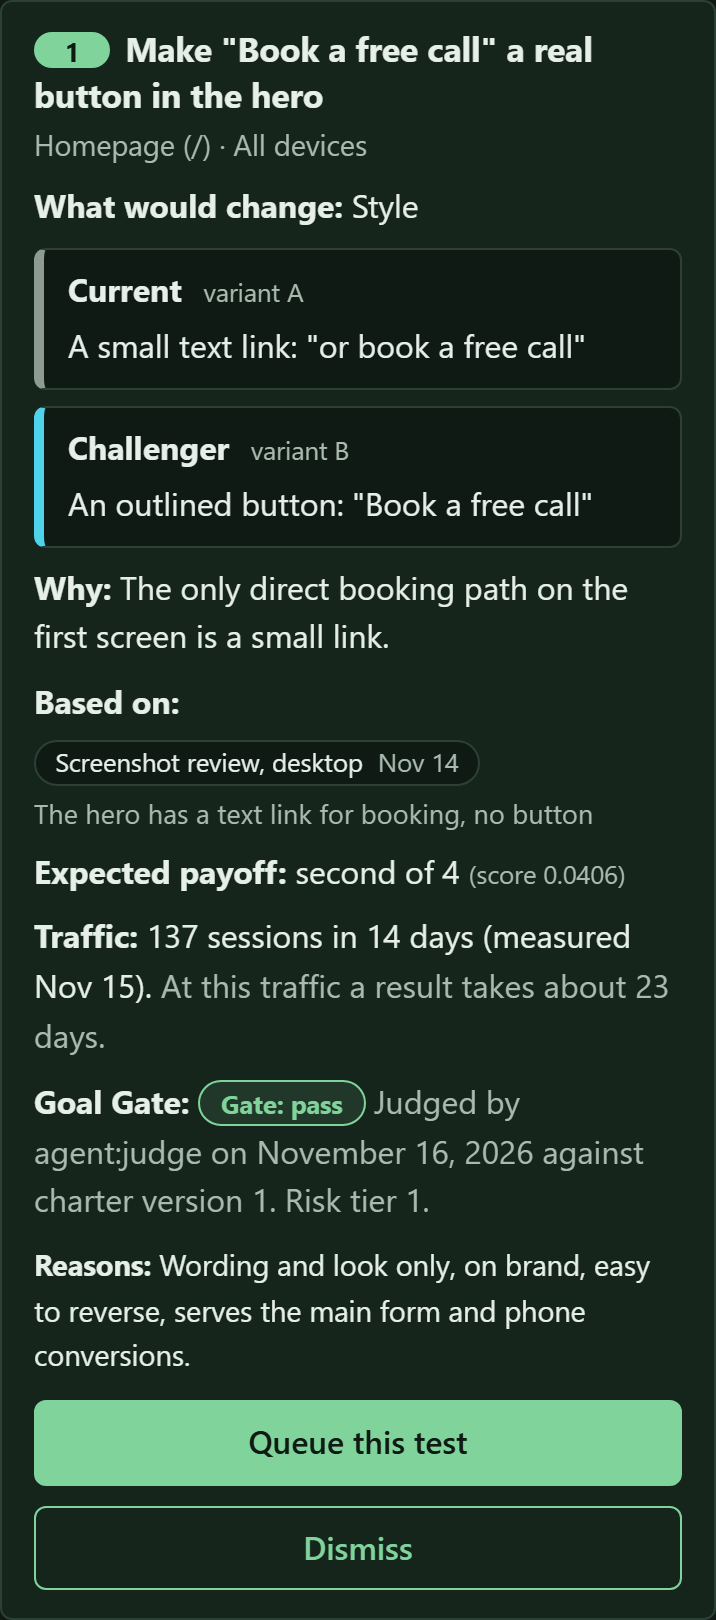 1 Make "Book a free call" a real
button in the hero
Homepage (/) · All devices
What would change: Style
Current variant A
A small text link: "or book a free call"
Challenger variant B
An outlined button: "Book a free call"
Why: The only direct booking path on the
first screen is a small link.
Based on:
Screenshot review, desktop Nov 14
The hero has a text link for booking, no button
Expected payoff: second of 4 (score 0.0406)
Traffic: 137 sessions in 14 days (measured
Nov 15). At this traffic a result takes about 23
days.
Goal Gate: Gate: pass Judged by
agent:judge on November 16, 2026 against
charter version 1. Risk tier 1.
Reasons: Wording and look only, on brand, easy
to reverse, serves the main form and phone
conversions.
Queue this test
Dismiss